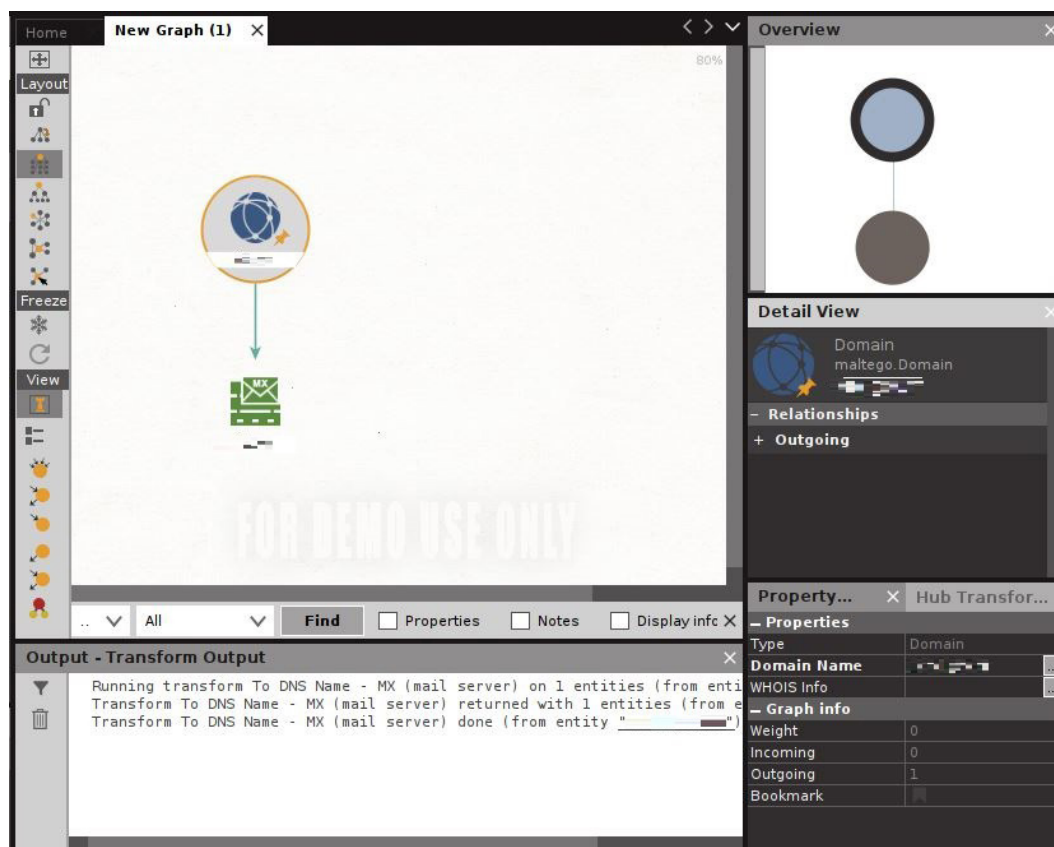 Home
New Graph (1)
80%
Layout
Freeze
View
MX
FOR DEMO USE ONLY
..
All
Find
Properties
Notes
Display info
Output - Transform Output
Running transform To DNS Name - MX (mail server) on 1 entities (from enti
Transform To DNS Name - MX (mail server) returned with 1 entities (from e
Transform To DNS Name - MX (mail server) done (from entity "")
Overview
Detail View
Domain
maltego.Domain
- Relationships
+ Outgoing
Property...
Hub Transfor...
- Properties
Type Domain
Domain Name
WHOIS Info
- Graph info
Weight 0
Incoming 0
Outgoing 1
Bookmark